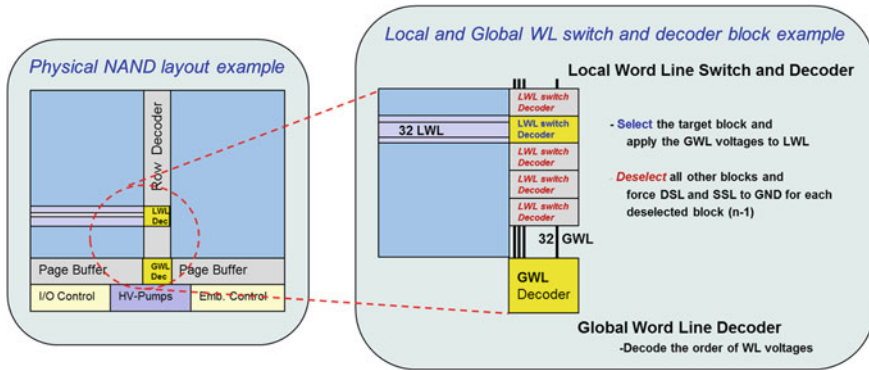 Physical NAND layout example
Row Decoder
LWL
Dec
Page Buffer
GWL
Dec
Page Buffer
I/O Control
HV-Pumps
Emb. Control
Local and Global WL switch and decoder block example
Local Word Line Switch and Decoder
LWL switch
Decoder
LWL switch
Decoder
32 LWL
LWL switch
Decoder
LWL switch
Decoder
LWL switch
Decoder
- Select the target block and
apply the GWL voltages to LWL
- Deselect all other blocks and
force DSL and SSL to GND for each
deselected block (n-1)
32 GWL
GWL
Decoder
Global Word Line Decoder
-Decode the order of WL voltages